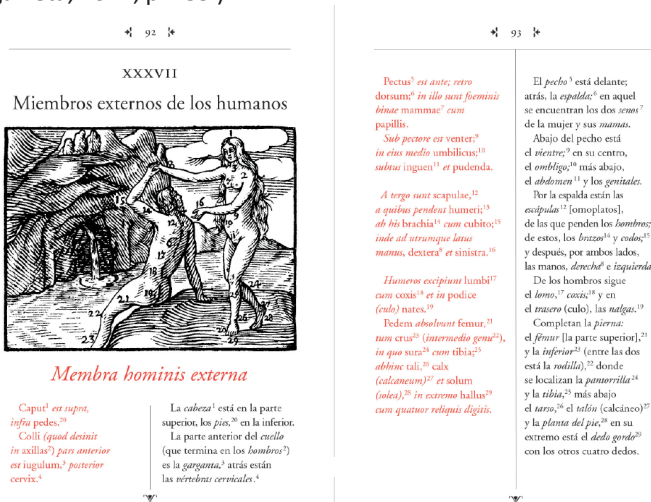 92
XXXVII
Miembros externos de los humanos
Membra hominis externa
Caput¹ est supra,
infra pedes.²⁰
Colli (quod desinit
in axillas²) pars anterior
est iugulum,³ posterior
cervix.⁴
La cabeza¹ está en la parte
superior, los pies,²⁰ en la inferior.
La parte anterior del cuello
(que termina en los hombros²)
es la garganta,³ atrás están
las vértebras cervicales.⁴
93
Pectus⁵ est ante; retro
dorsum;⁶ in illo sunt foeminis
binae mammae⁷ cum
papillis.
Sub pectore est venter;⁹
in eius medio umbilicus;¹⁰
subtus inguen¹¹ et pudenda.
A tergo sunt scapulae,¹²
a quibus pendent humeri;¹³
ab his brachia¹⁴ cum cubito;¹⁵
inde ad utrumque latus
manus, dextera⁸ et sinistra.¹⁶
Humeros excipiunt lumbi¹⁷
cum coxis¹⁸ et in podice
(culo) nates.¹⁹
Pedem absolvunt femur,²¹
tum crus²³ (intermedio genu²²),
in quo sura²⁴ cum tibia;²⁵
abhinc tali,²⁶ calx
(calcaneum)²⁷ et solum
(solea),²⁸ in extremo hallus²⁹
cum quatuor reliquis digitis.
El pecho⁵ está delante;
atrás, la espalda;⁶ en aquel
se encuentran los dos senos⁷
de la mujer y sus mamas.
Abajo del pecho está
el vientre;⁹ en su centro,
el ombligo;¹⁰ más abajo,
el abdomen¹¹ y los genitales.
Por la espalda están las
escápulas¹² [omoplatos],
de las que penden los hombros;
de estos, los brazos¹⁴ y codos;¹⁵
y después, por ambos lados,
las manos, derecha⁸ e izquierda
De los hombros sigue
el lomo,¹⁷ coxis,¹⁸ y en
el trasero (culo), las nalgas.¹⁹
Completan la pierna:
el fémur [la parte superior],²¹
y la inferior²³ (entre las dos
está la rodilla),²² donde
se localizan la pantorrilla²⁴
y la tibia,²⁵ más abajo
el tarso,²⁶ el talón (calcáneo)²⁷
y la planta del pie,²⁸ en su
extremo está el dedo gordo²⁹
con los otros cuatro dedos.